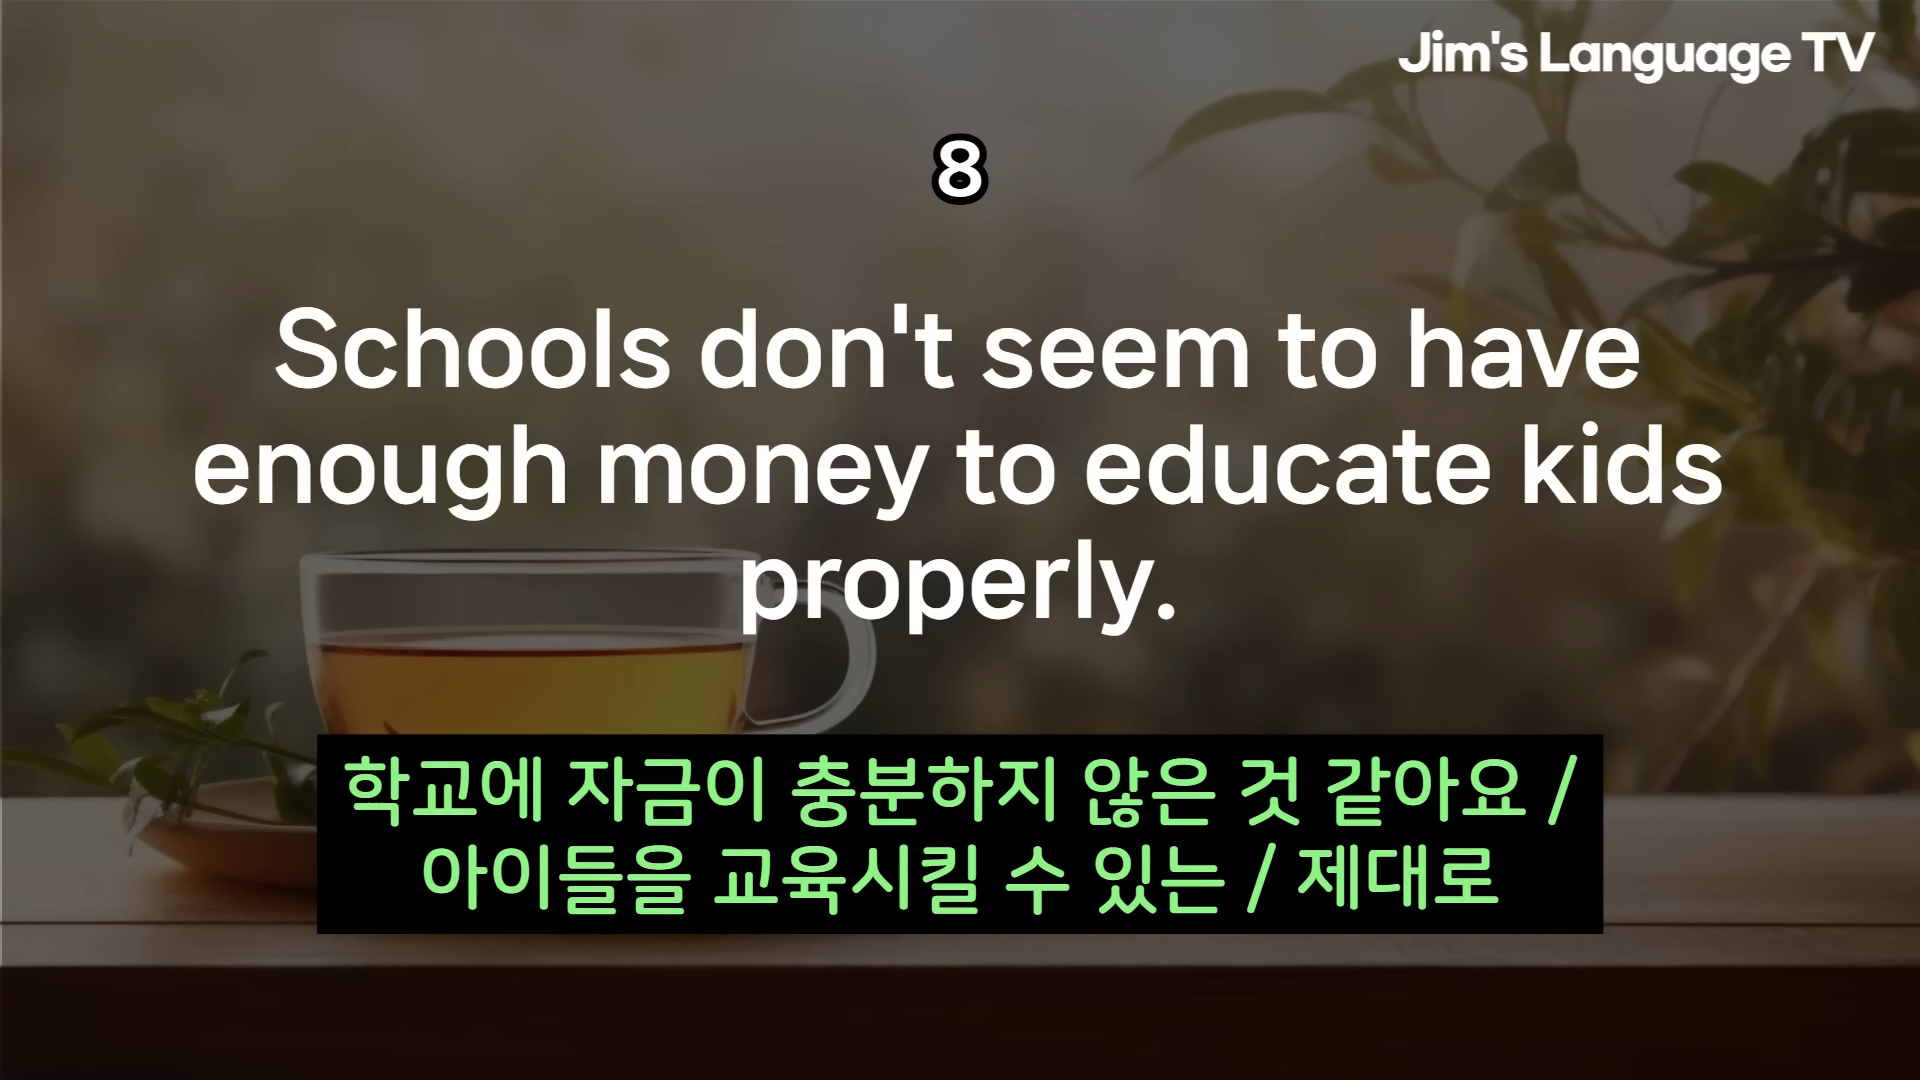 Jim's Language TV
8
Schools don't seem to have
enough money to educate kids
properly.
학교에 자금이 충분하지 않은 것 같아요 /
아이들을 교육시킬 수 있는 / 제대로